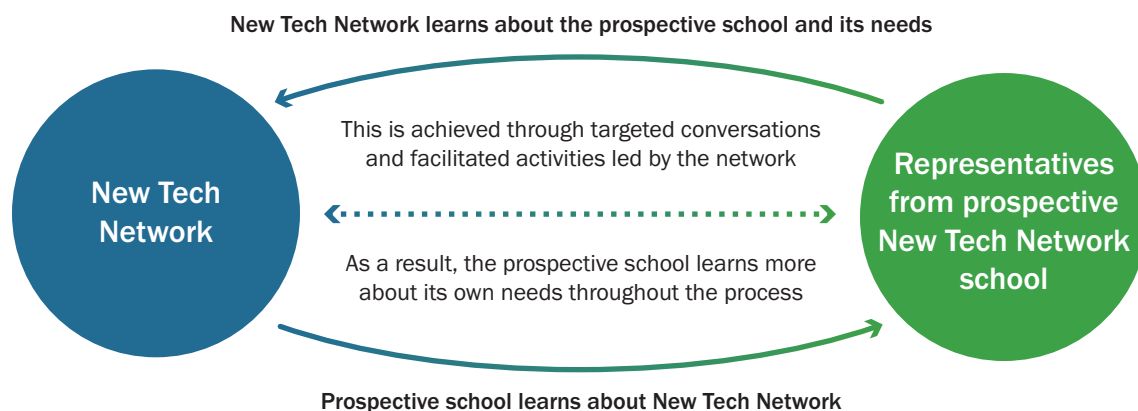 New Tech Network learns about the prospective school and its needs
This is achieved through targeted conversations
and facilitated activities led by the network
New Tech
Network
Representatives
from prospective
New Tech Network
school
As a result, the prospective school learns more
about its own needs throughout the process
Prospective school learns about New Tech Network